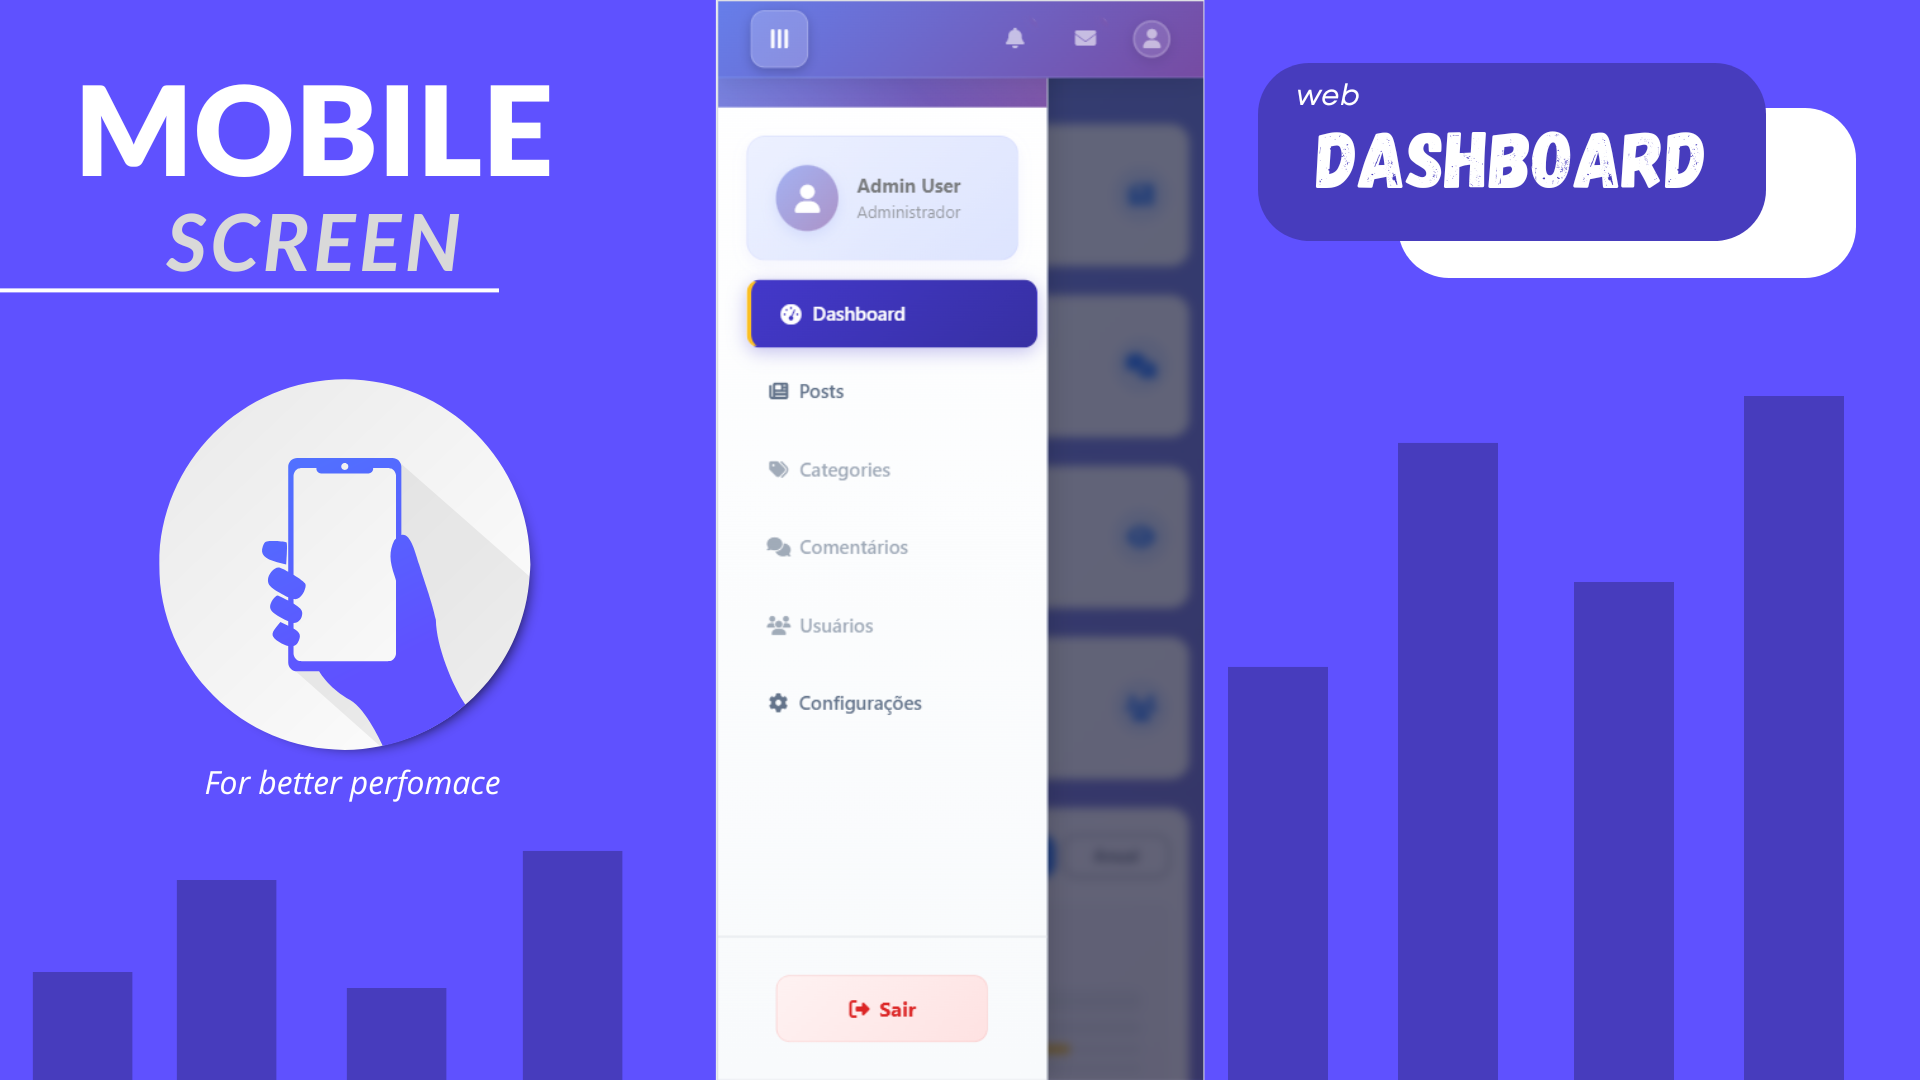 MOBILE
SCREEN
For better perfomace
Admin User
Administrador
Dashboard
Posts
Categories
Comentários
Usuários
Configurações
Sair
web
DASHBOARD